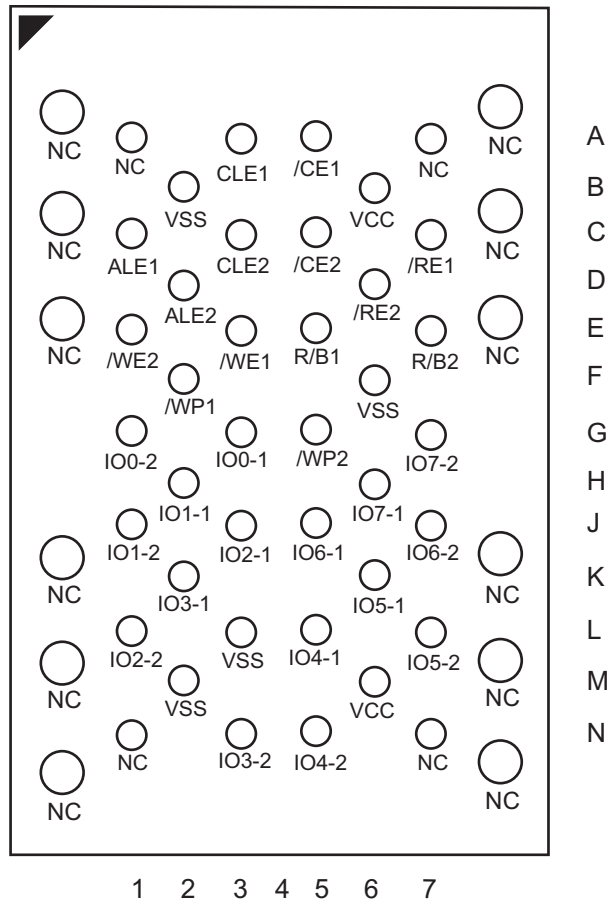 NC NC CLE1 /CE1 NC NC A
VSS VCC B
NC ALE1 CLE2 /CE2 /RE1 NC C
ALE2 /RE2 D
NC /WE2 /WE1 R/B1 R/B2 NC E
/WP1 VSS F
IO0-2 IO0-1 /WP2 IO7-2 G
IO1-1 IO7-1 H
IO1-2 IO2-1 IO6-1 IO6-2 J
NC IO3-1 IO5-1 NC K
IO2-2 VSS IO4-1 IO5-2 L
NC VSS VCC NC M
NC IO3-2 IO4-2 NC N
NC NC
1 2 3 4 5 6 7